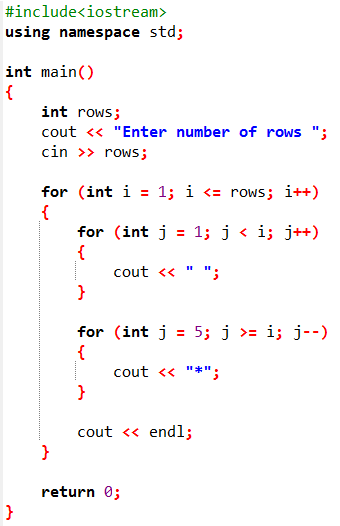 #include<iostream>
using namespace std;

int main()
{
    int rows;
    cout << "Enter number of rows ";
    cin >> rows;

    for (int i = 1; i <= rows; i++)
    {
        for (int j = 1; j < i; j++)
        {
            cout << " ";
        }

        for (int j = 5; j >= i; j--)
        {
            cout << "*";
        }

        cout << endl;
    }

    return 0;
}